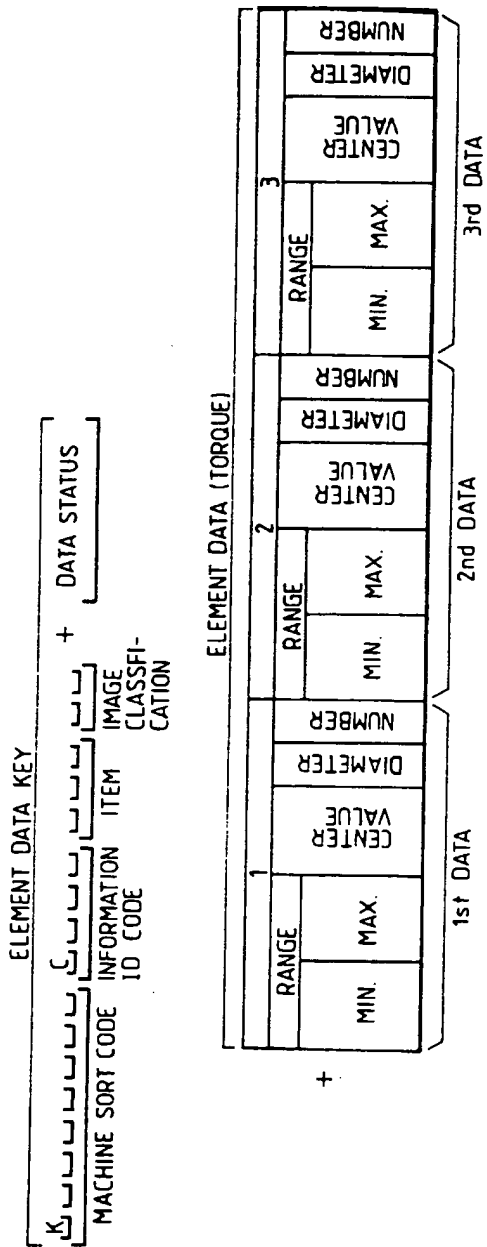 ELEMENT DATA KEY
K
C
+ DATA STATUS
MACHINE SORT CODE
INFORMATION
ID CODE
ITEM
IMAGE
CLASSFI-
CATION
ELEMENT DATA (TORQUE)
+
1
2
3
RANGE
CENTER
VALUE
DIAMETER
NUMBER
RANGE
CENTER
VALUE
DIAMETER
NUMBER
RANGE
CENTER
VALUE
DIAMETER
NUMBER
MIN.
MAX.
MIN.
MAX.
MIN.
MAX.
1st DATA
2nd DATA
3rd DATA